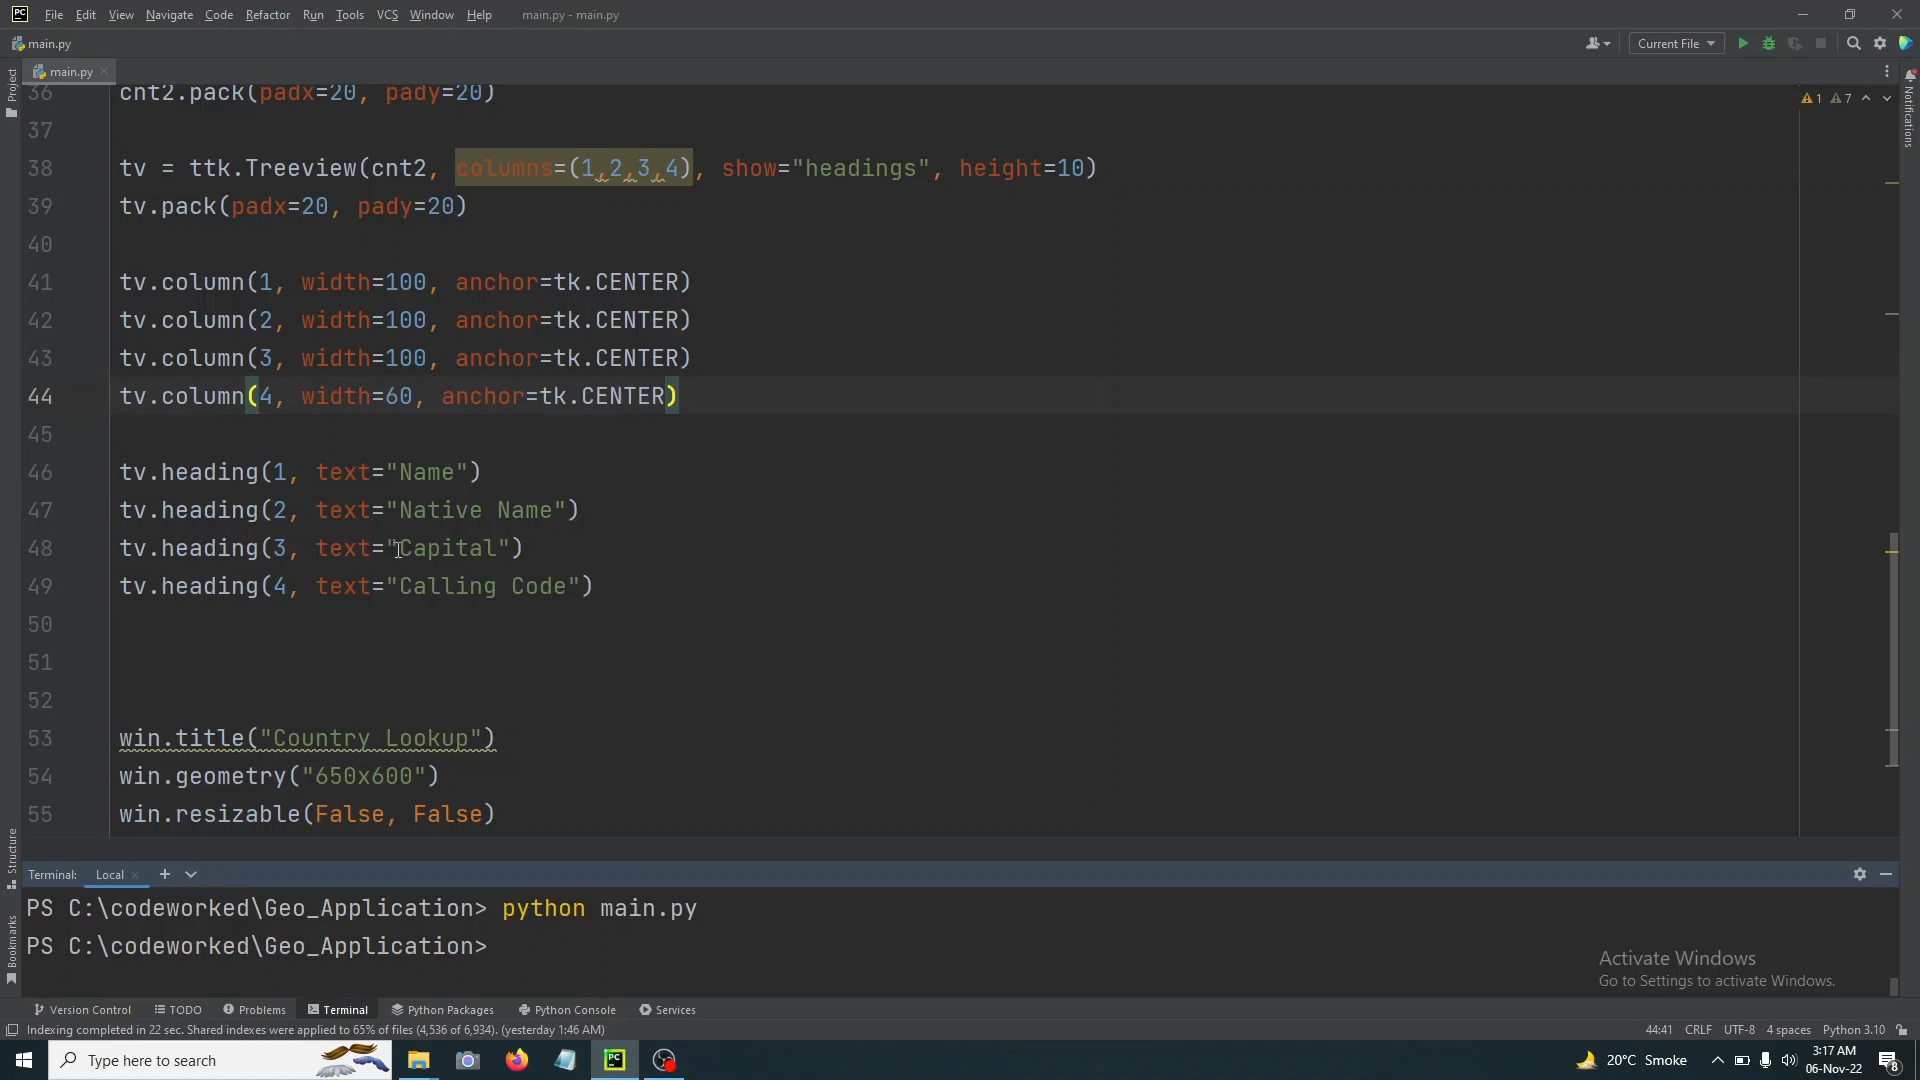 PC File Edit View Navigate Code Refactor Run Tools VCS Window Help main.py - main.py
main.py
Current File
main.py
Project
Notifications
1 7
36 cnt2.pack(padx=20, pady=20)
37
38 tv = ttk.Treeview(cnt2, columns=(1,2,3,4), show="headings", height=10)
39 tv.pack(padx=20, pady=20)
40
41 tv.column(1, width=100, anchor=tk.CENTER)
42 tv.column(2, width=100, anchor=tk.CENTER)
43 tv.column(3, width=100, anchor=tk.CENTER)
44 tv.column(4, width=60, anchor=tk.CENTER)
45
46 tv.heading(1, text="Name")
47 tv.heading(2, text="Native Name")
48 tv.heading(3, text="Capital")
49 tv.heading(4, text="Calling Code")
50
51
52
53 win.title("Country Lookup")
54 win.geometry("650x600")
55 win.resizable(False, False)
Structure
Bookmarks
Terminal: Local
PS C:\codeworked\Geo_Application> python main.py
PS C:\codeworked\Geo_Application>
Activate Windows
Go to Settings to activate Windows.
Version Control TODO Problems Terminal Python Packages Python Console Services
Indexing completed in 22 sec. Shared indexes were applied to 65% of files (4,536 of 6,934). (yesterday 1:46 AM) 44:41 CRLF UTF-8 4 spaces Python 3.10
Type here to search PC 20°C Smoke 3:17 AM
06-Nov-22 8